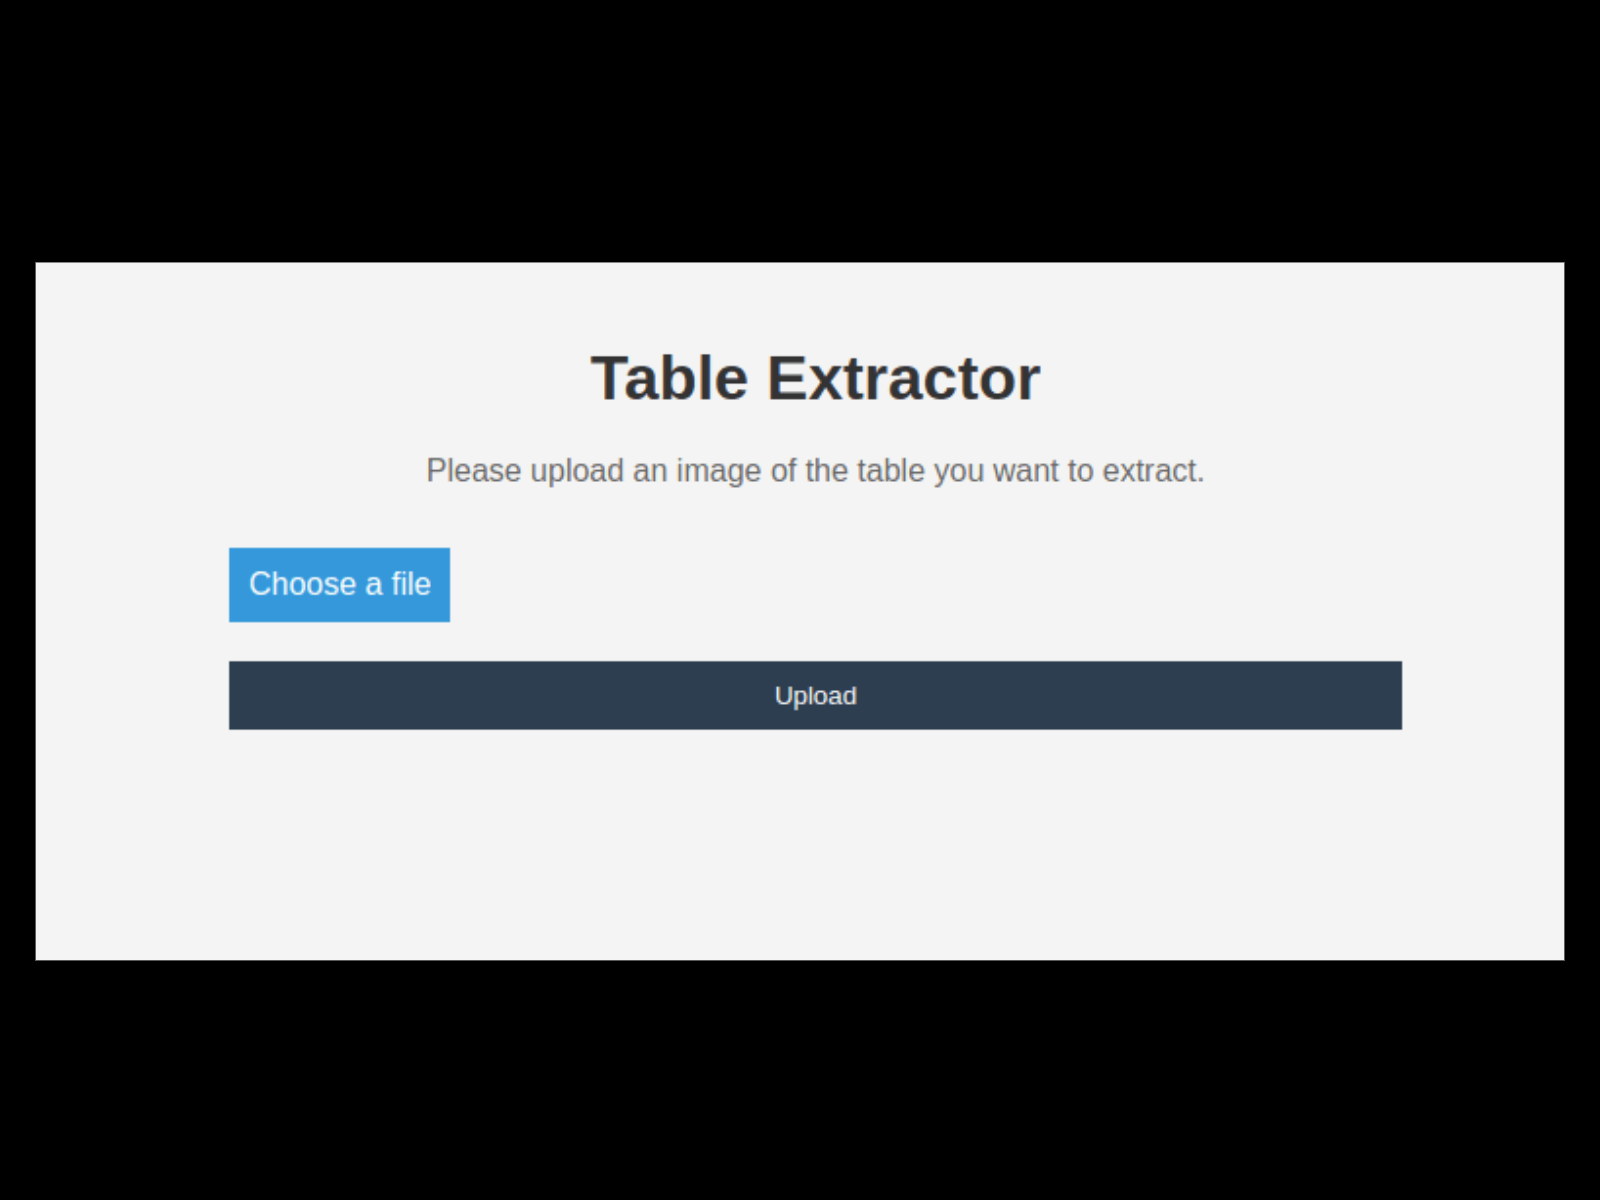 Table Extractor
Please upload an image of the table you want to extract.
Choose a file
Upload